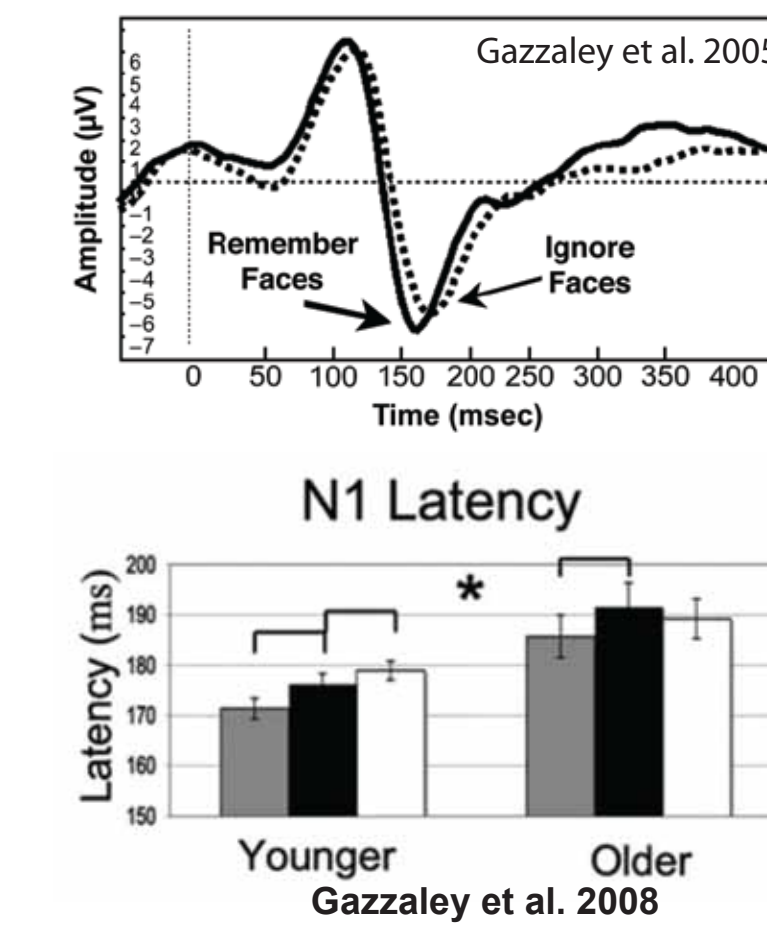 Gazzaley et al. 2005
Amplitude (µV)
6
5
4
3
2
1
–1
–2
–3
–4
–5
–6
–7
Remember
Faces
Ignore
Faces
0 50 100 150 200 250 300 350 400
Time (msec)
N1 Latency
Latency (ms)
200
190
180
170
160
150
*
Younger Older
Gazzaley et al. 2008